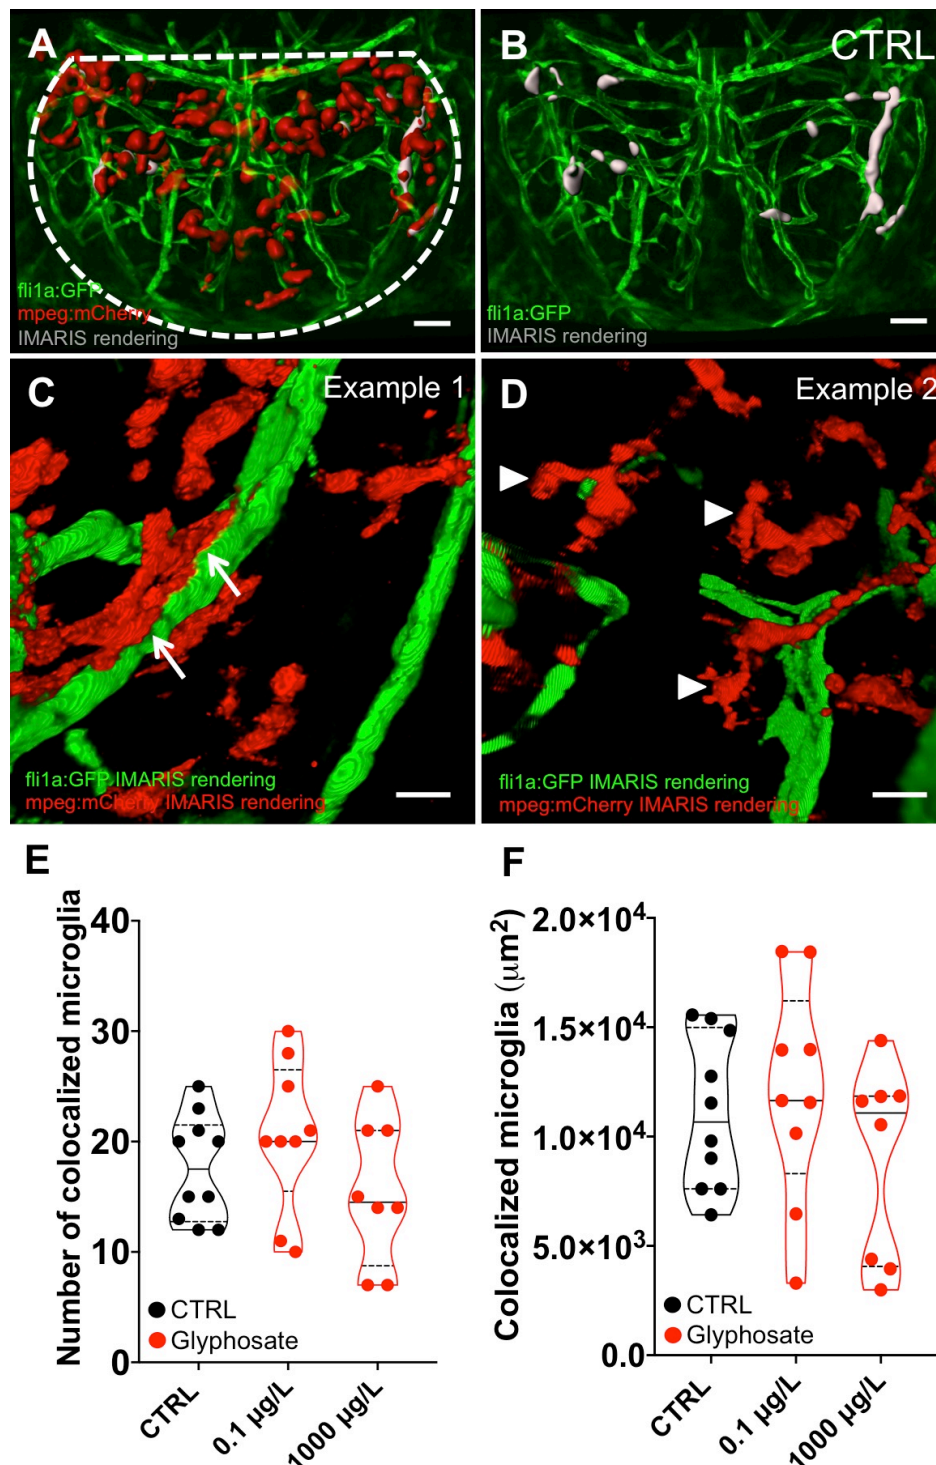 A
fli1a:GFP
mpeg:mCherry
IMARIS rendering
B
CTRL
fli1a:GFP
IMARIS rendering
C
Example 1
fli1a:GFP IMARIS rendering
mpeg:mCherry IMARIS rendering
D
Example 2
fli1a:GFP IMARIS rendering
mpeg:mCherry IMARIS rendering
E
Number of colocalized microglia
40
30
20
10
0
CTRL
Glyphosate
CTRL
0.1 µg/L
1000 µg/L
F
Colocalized microglia (µm²)
2.0×10⁴
1.5×10⁴
1.0×10⁴
5.0×10³
0.0
CTRL
Glyphosate
CTRL
0.1 µg/L
1000 µg/L